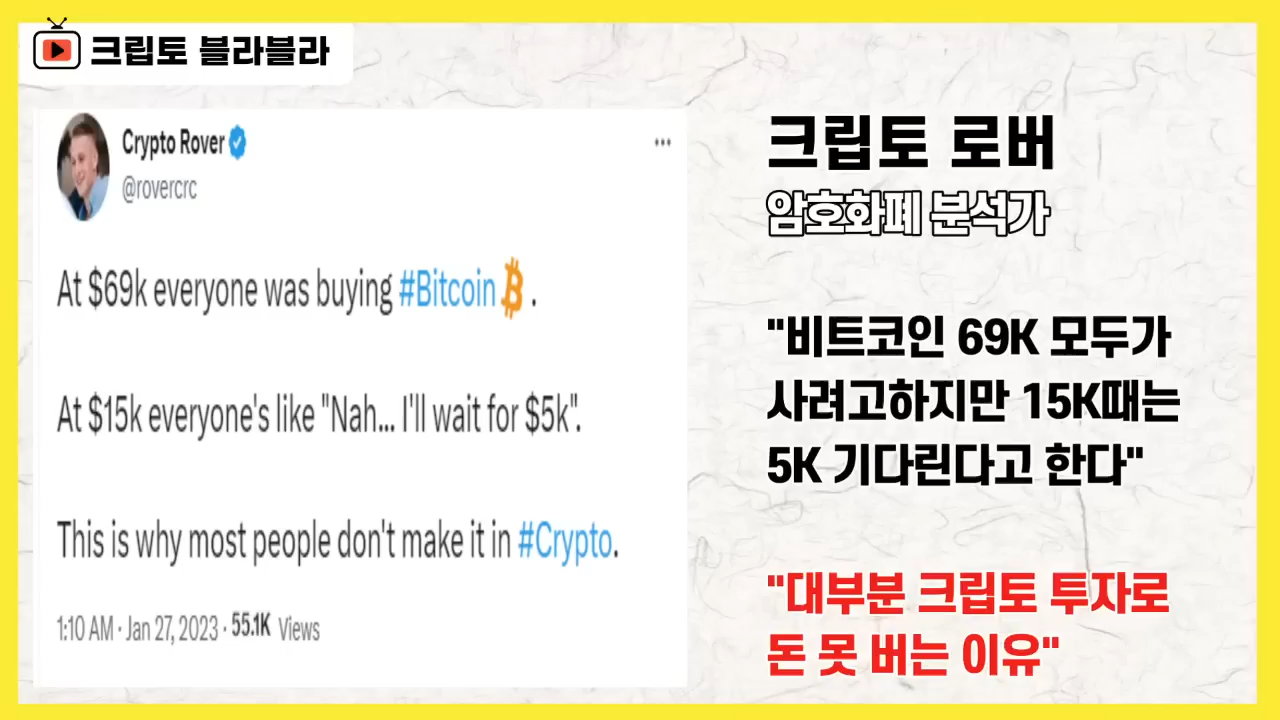 크립토 블라블라
Crypto Rover
@rovercrc
At $69k everyone was buying #Bitcoin₿.
At $15k everyone's like "Nah... I'll wait for $5k".
This is why most people don't make it in #Crypto.
1:10 AM · Jan 27, 2023 · 55.1K Views
크립토 로버
암호화폐 분석가
"비트코인 69K 모두가
사려고하지만 15K때는
5K 기다린다고 한다"
"대부분 크립토 투자로
돈 못 버는 이유"